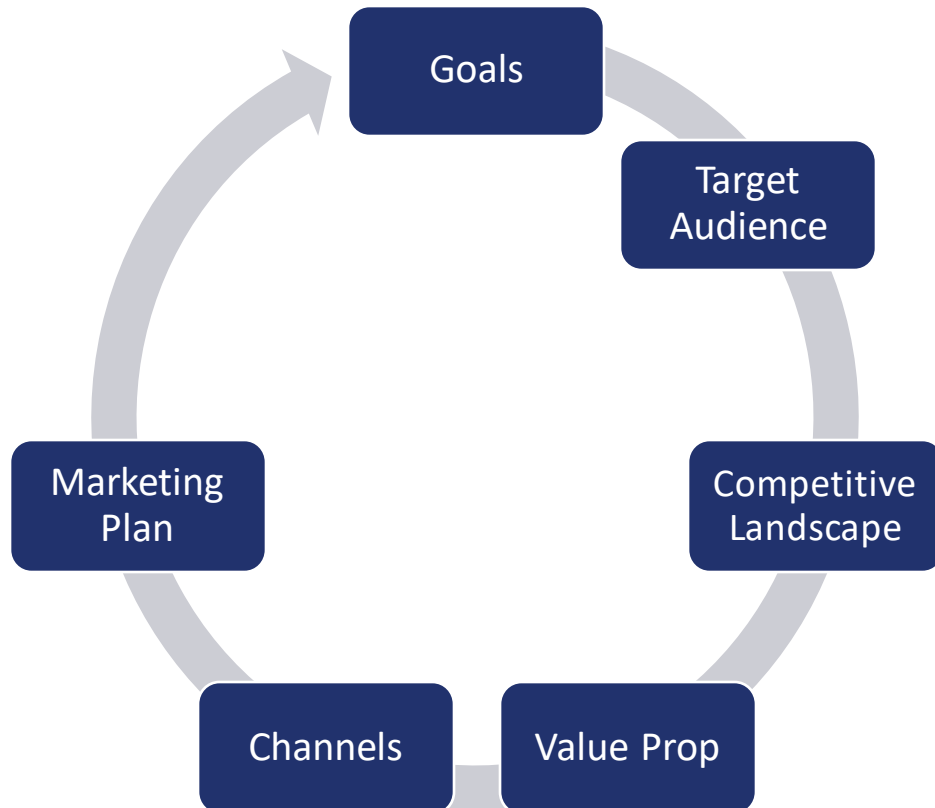 Goals
Target
Audience
Competitive
Landscape
Value Prop
Channels
Marketing
Plan